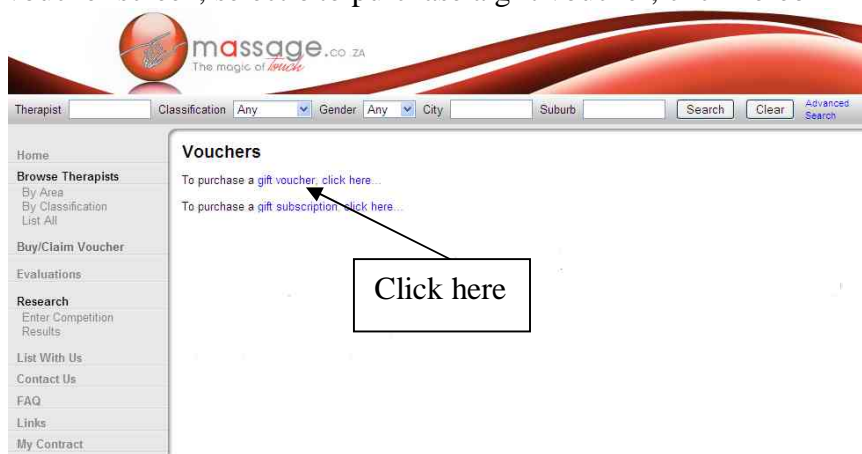 massage.co.za
The magic of touch
Therapist Classification Any Gender Any City Suburb Search Clear Advanced Search
Home
Browse Therapists
By Area
By Classification
List All
Buy/Claim Voucher
Evaluations
Research
Enter Competition
Results
List With Us
Contact Us
FAQ
Links
My Contract
Vouchers
To purchase a gift voucher, click here...
To purchase a gift subscription, click here...
Click here